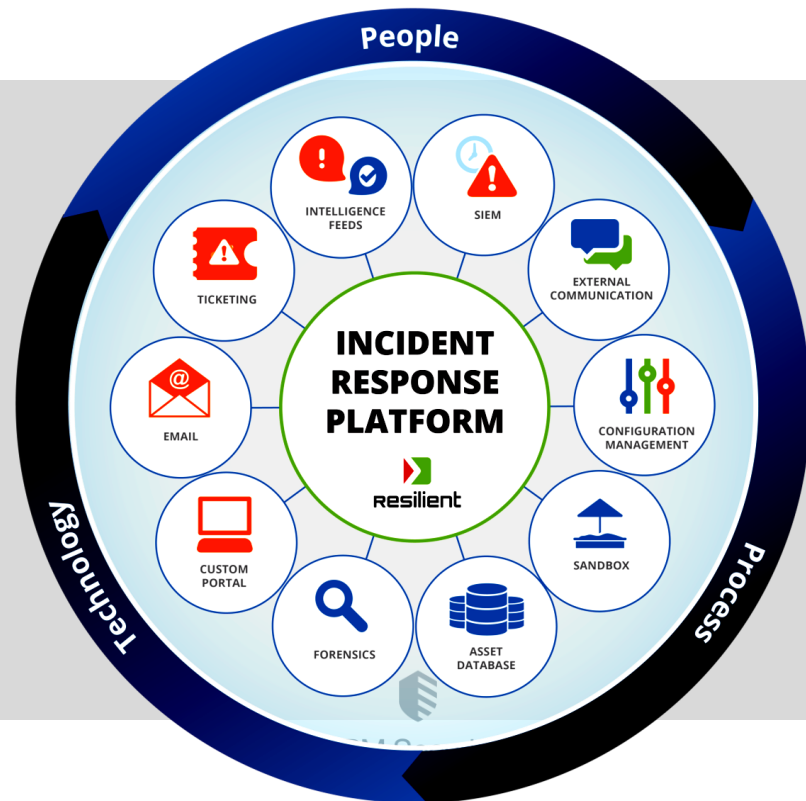 People
INTELLIGENCE
FEEDS
SIEM
TICKETING
EXTERNAL
COMMUNICATION
INCIDENT
RESPONSE
PLATFORM
Resilient
EMAIL
@
CONFIGURATION
MANAGEMENT
CUSTOM
PORTAL
SANDBOX
FORENSICS
ASSET
DATABASE
Technology
Process